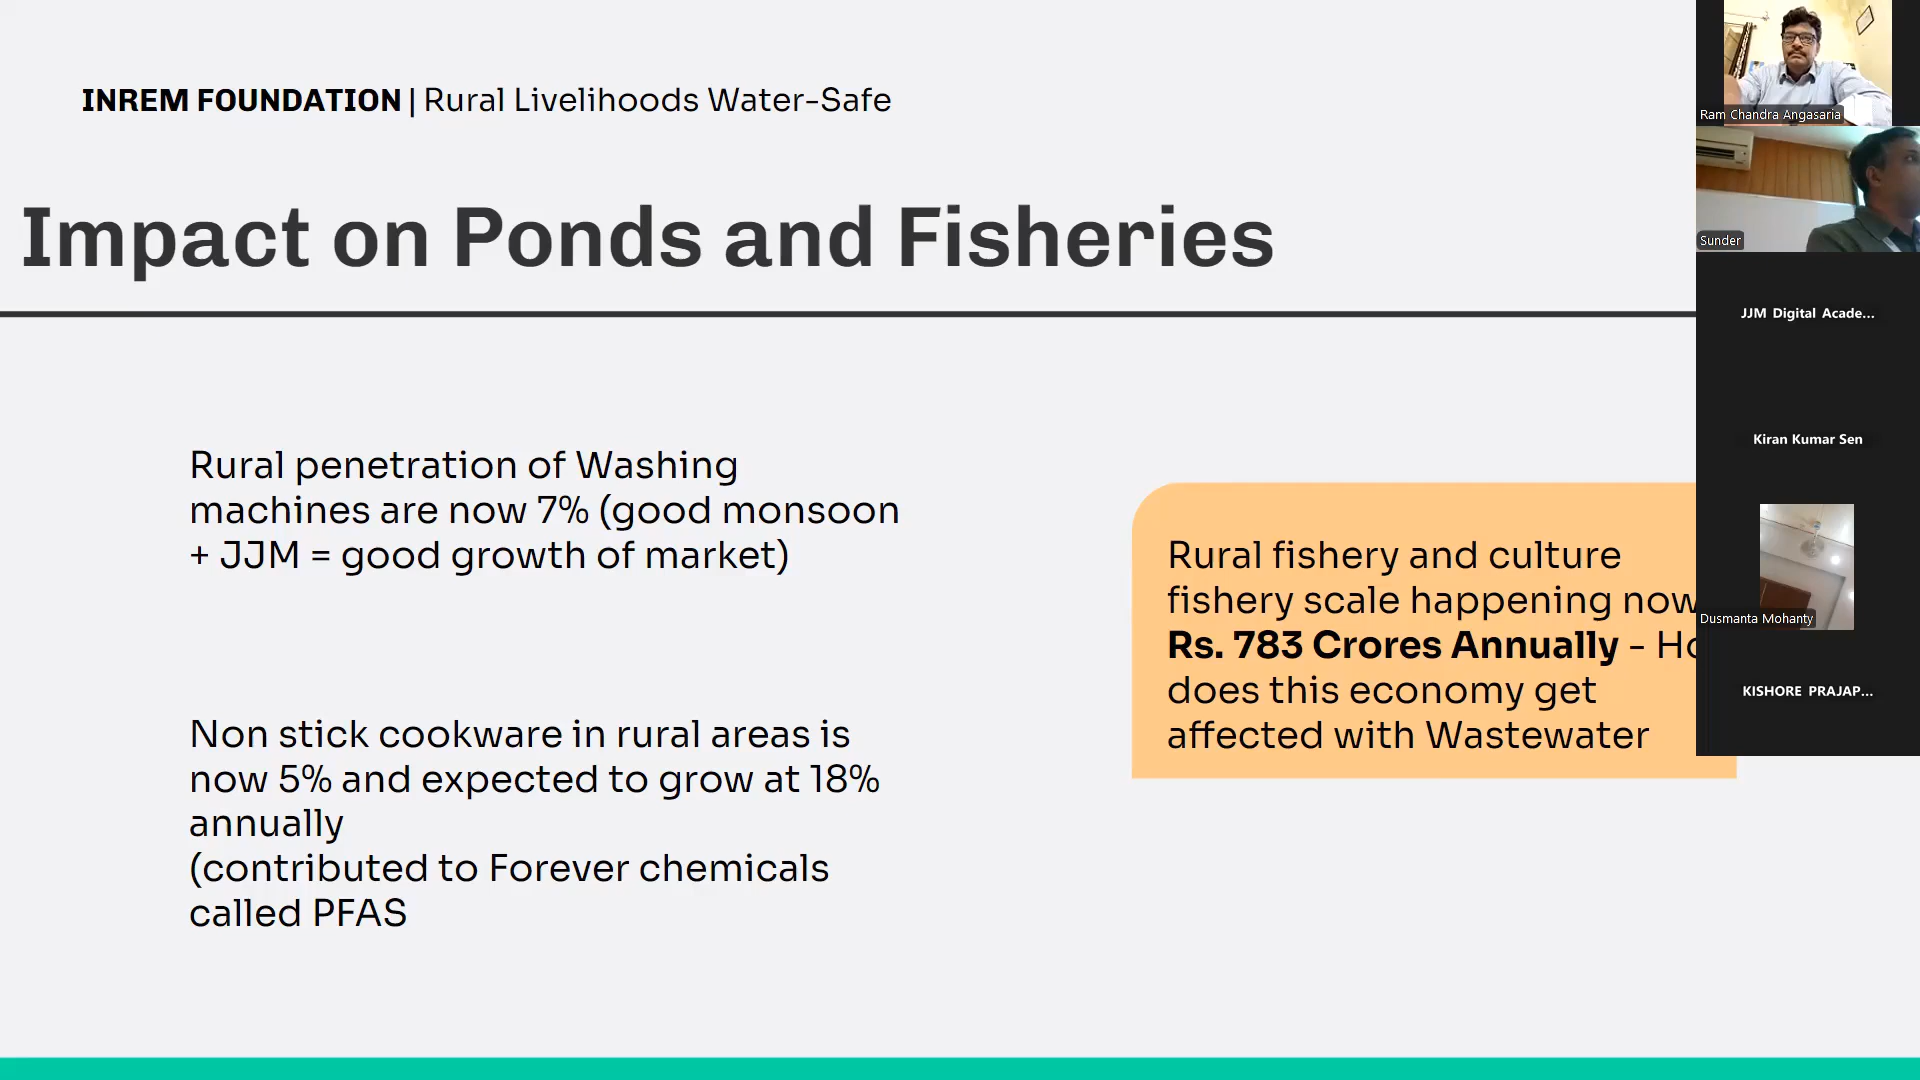 INREM FOUNDATION | Rural Livelihoods Water-Safe
Impact on Ponds and Fisheries
Rural penetration of Washing
machines are now 7% (good monsoon
+ JJM = good growth of market)
Non stick cookware in rural areas is
now 5% and expected to grow at 18%
annually
(contributed to Forever chemicals
called PFAS
Rural fishery and culture
fishery scale happening now
Rs. 783 Crores Annually -
does this economy get
affected with Wastewater
Ram Chandra Angasaria
Sunder
JJM Digital Acade...
Kiran Kumar Sen
Dusmanta Mohanty
KISHORE PRAJAP...